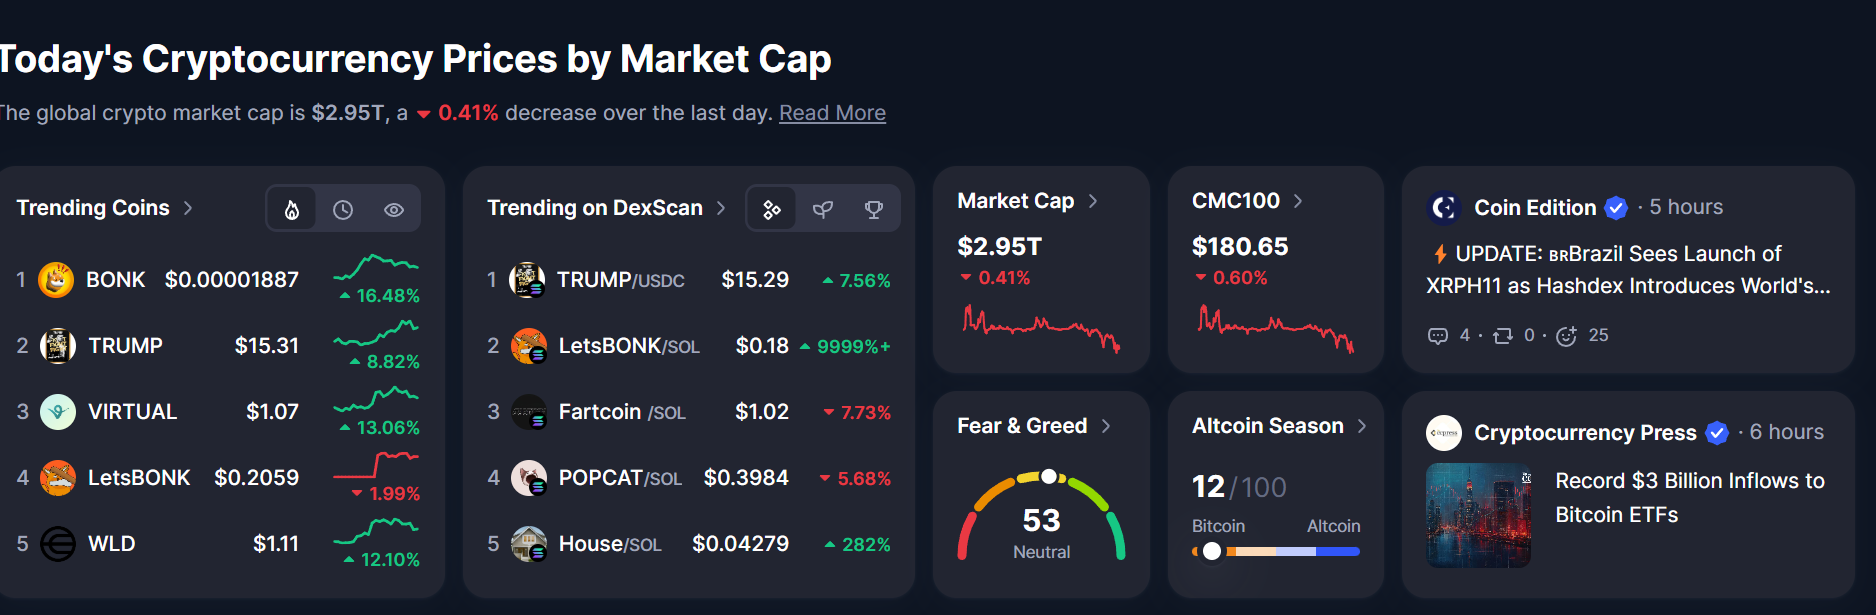 Today's Cryptocurrency Prices by Market Cap
The global crypto market cap is $2.95T, a 0.41% decrease over the last day. Read More
Trending Coins
1 BONK $0.00001887 16.48%
2 TRUMP $15.31 8.82%
3 VIRTUAL $1.07 13.06%
4 LetsBONK $0.2059 1.99%
5 WLD $1.11 12.10%
Trending on DexScan
1 TRUMP/USDC $15.29 7.56%
2 LetsBONK/SOL $0.18 9999%+
3 Fartcoin /SOL $1.02 7.73%
4 POPCAT/SOL $0.3984 5.68%
5 House/SOL $0.04279 282%
Market Cap
$2.95T
0.41%
CMC100
$180.65
0.60%
Fear & Greed
53
Neutral
Altcoin Season
12/100
Bitcoin Altcoin
Coin Edition · 5 hours
UPDATE: BRBrazil Sees Launch of
XRPH11 as Hashdex Introduces World's...
4 · 0 · 25
Cryptocurrency Press · 6 hours
Record $3 Billion Inflows to
Bitcoin ETFs